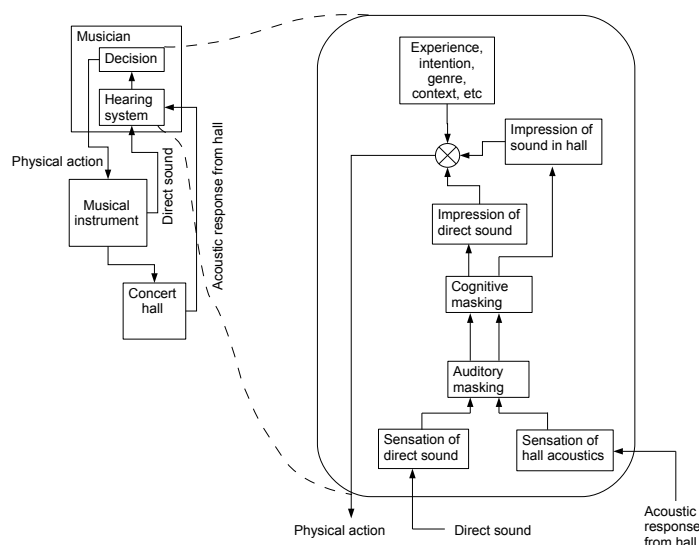 Musician
Decision
Hearing
system
Physical action
Musical
instrument
Direct sound
Acoustic response from hall
Concert
hall
Experience,
intention,
genre,
context, etc
Impression of
sound in hall
Impression of
direct sound
Cognitive
masking
Auditory
masking
Sensation of
direct sound
Sensation of
hall acoustics
Physical action
Direct sound
Acoustic
response
from hall